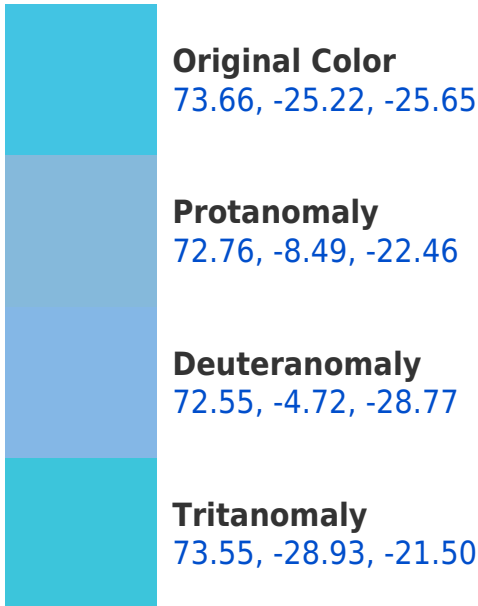 Original Color
73.66, -25.22, -25.65
Protanomaly
72.76, -8.49, -22.46
Deuteranomaly
72.55, -4.72, -28.77
Tritanomaly
73.55, -28.93, -21.50